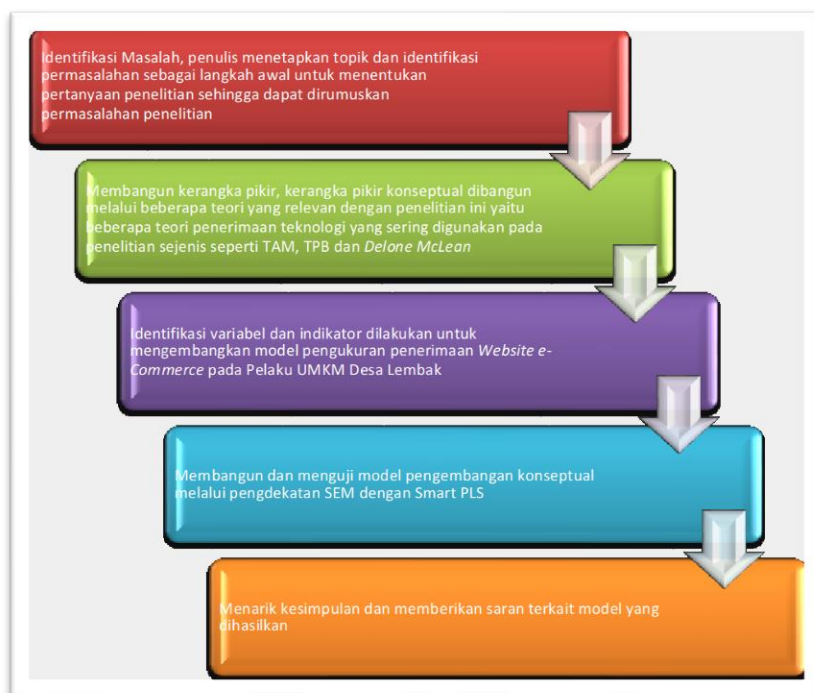 Identifikasi Masalah, penulis menetapkan topik dan identifikasi
permasalahan sebagai langkah awal untuk menentukan
pertanyaan penelitian sehingga dapat dirumuskan
permasalahan penelitian
Membangun kerangka pikir, kerangka pikir konseptual dibangun
melalui beberapa teori yang relevan dengan penelitian ini yaitu
beberapa teori penerimaan teknologi yang sering digunakan pada
penelitian sejenis seperti TAM, TPB dan Delone McLean
Identifikasi variabel dan indikator dilakukan untuk
mengembangkan model pengukuran penerimaan Website e-
Commerce pada Pelaku UMKM Desa Lembak
Membangun dan menguji model pengembangan konseptual
melalui pengdekatan SEM dengan Smart PLS
Menarik kesimpulan dan memberikan saran terkait model yang
dihasilkan